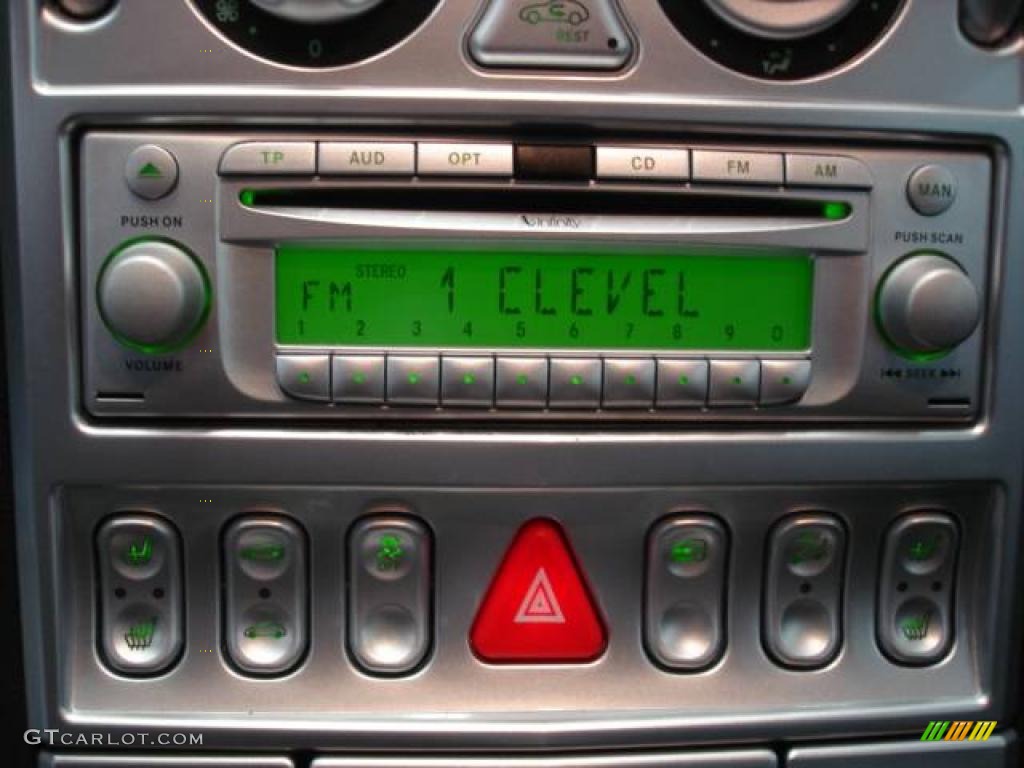 0
REST
TP AUD OPT CD FM AM
MAN
PUSH ON
PUSH SCAN
Infinity
STEREO
FM 1 CLEVEL
1 2 3 4 5 6 7 8 9 0
VOLUME
SEEK
GTCARLOT.COM